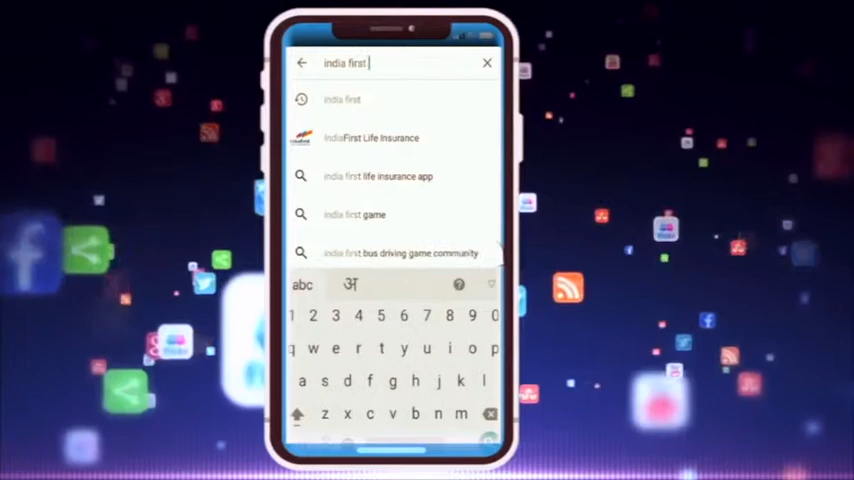 india first
india first
IndiaFirst Life Insurance
india first life insurance app
india first game
india first bus driving game community
abc अ
1 2 3 4 5 6 7 8 9 0
q w e r t y u i o p
a s d f g h j k l
z x c v b n m